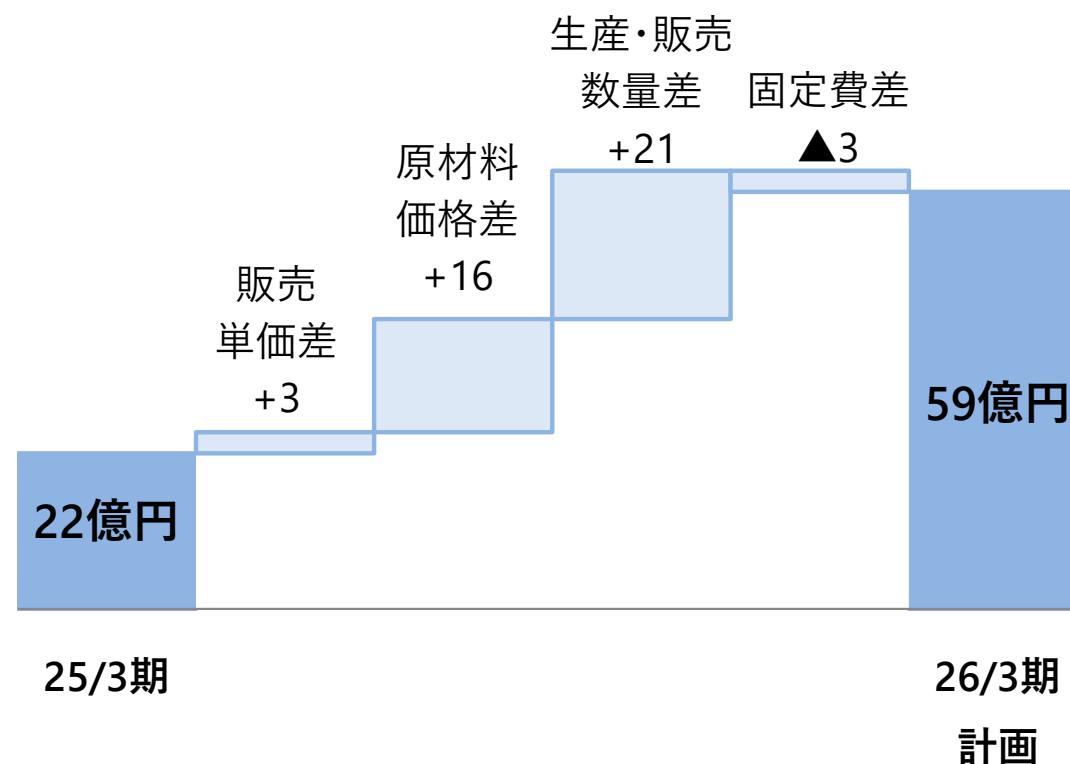 生産・販売
数量差
+21
固定費差
▲3
原材料
価格差
+16
販売
単価差
+3
59億円
22億円
25/3期
26/3期
計画